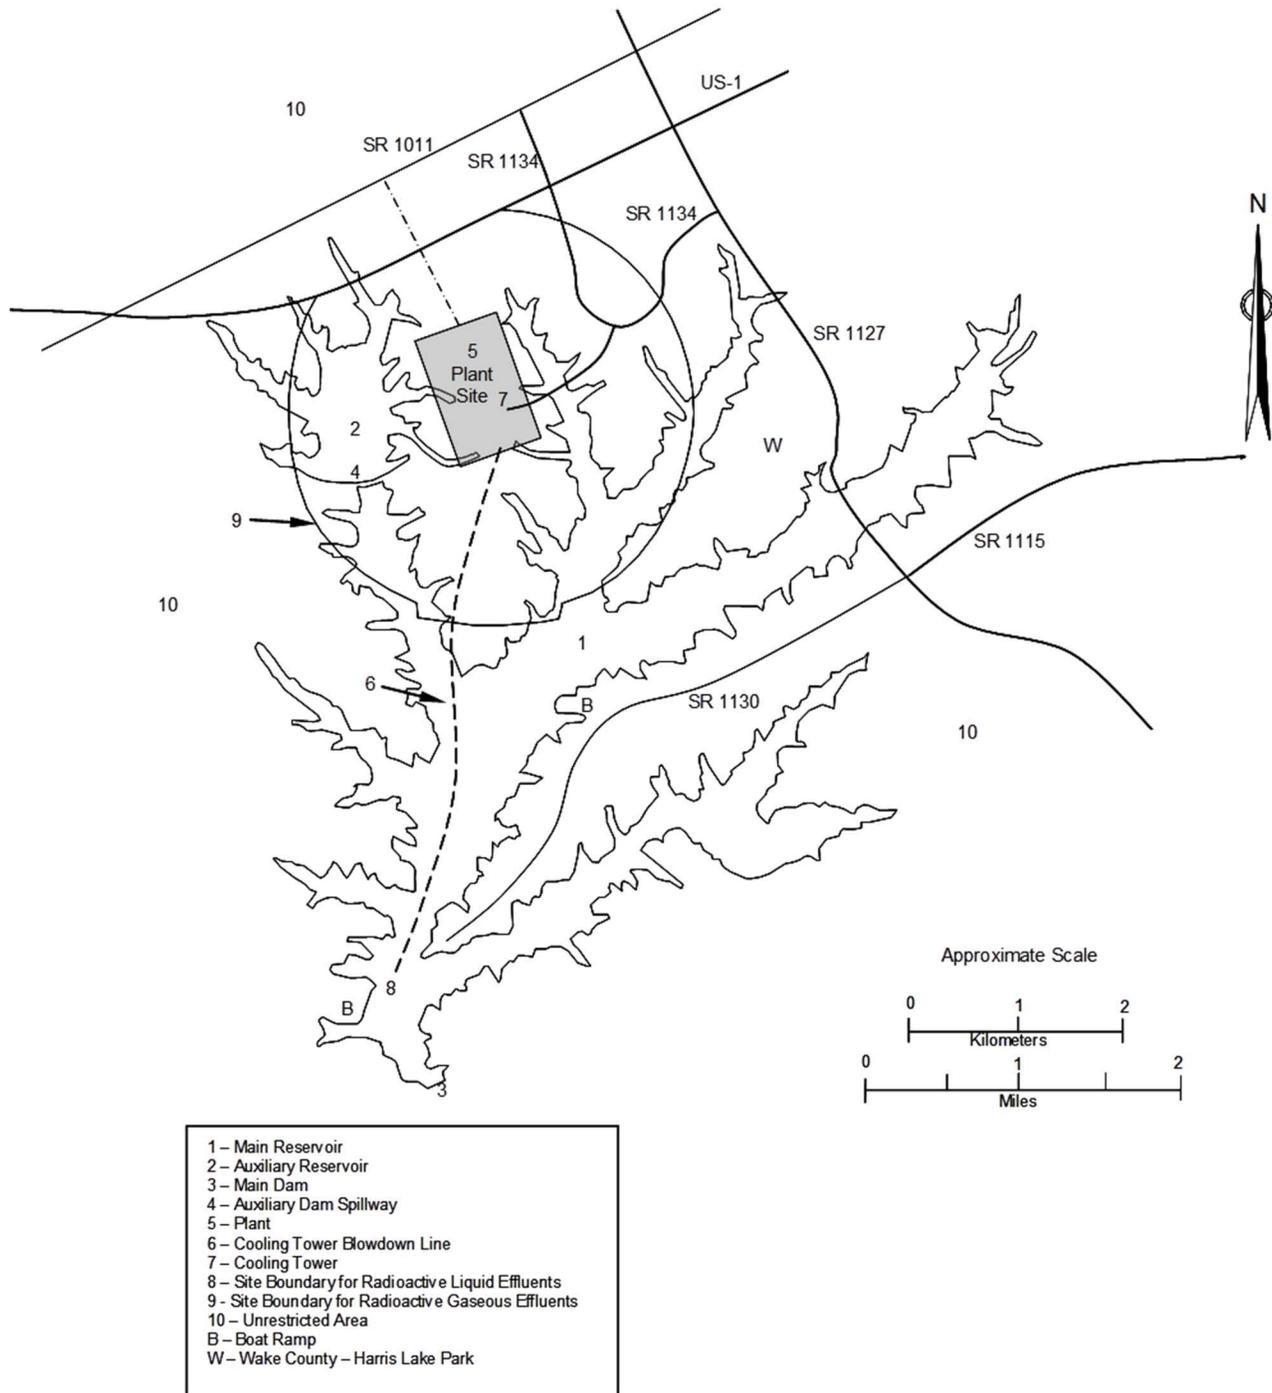 US-1
10
SR 1011
SR 1134
N
SR 1134
SR 1127
5
Plant
Site
7
2
W
4
9
SR 1115
10
1
6
SR 1130
B
10
Approximate Scale
8
B
0
1
2
Kilometers
0
1
2
Miles
3
1 – Main Reservoir
2 – Auxiliary Reservoir
3 – Main Dam
4 – Auxiliary Dam Spillway
5 – Plant
6 – Cooling Tower Blowdown Line
7 – Cooling Tower
8 – Site Boundary for Radioactive Liquid Effluents
9 - Site Boundary for Radioactive Gaseous Effluents
10 – Unrestricted Area
B – Boat Ramp
W – Wake County – Harris Lake Park